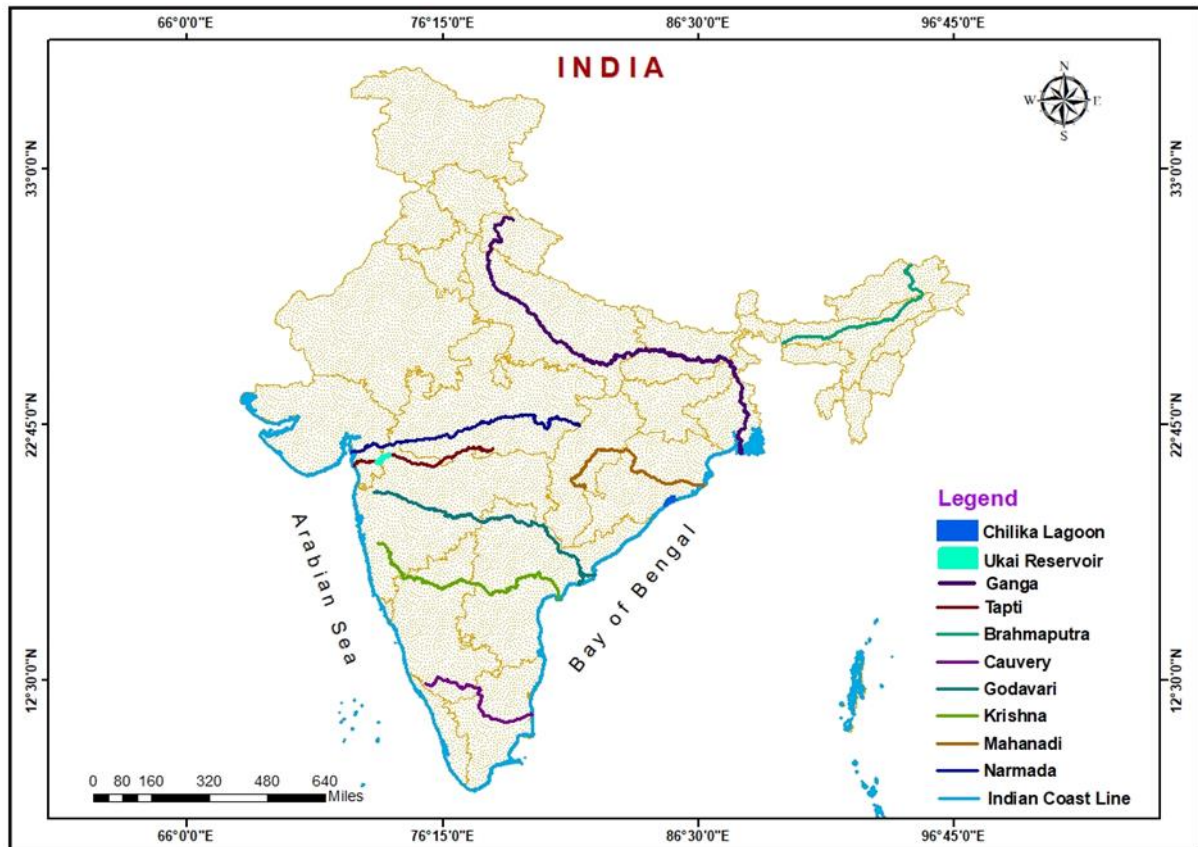 66°0'0"E 76°15'0"E 86°30'0"E 96°45'0"E
INDIA
N
W E
S
33°0'0"N 33°0'0"N
22°45'0"N 22°45'0"N
12°30'0"N 12°30'0"N
Arabian Sea
Bay of Bengal
Legend
Chilika Lagoon
Ukai Reservoir
Ganga
Tapti
Brahmaputra
Cauvery
Godavari
Krishna
Mahanadi
Narmada
Indian Coast Line
0 80 160 320 480 640
Miles
66°0'0"E 76°15'0"E 86°30'0"E 96°45'0"E